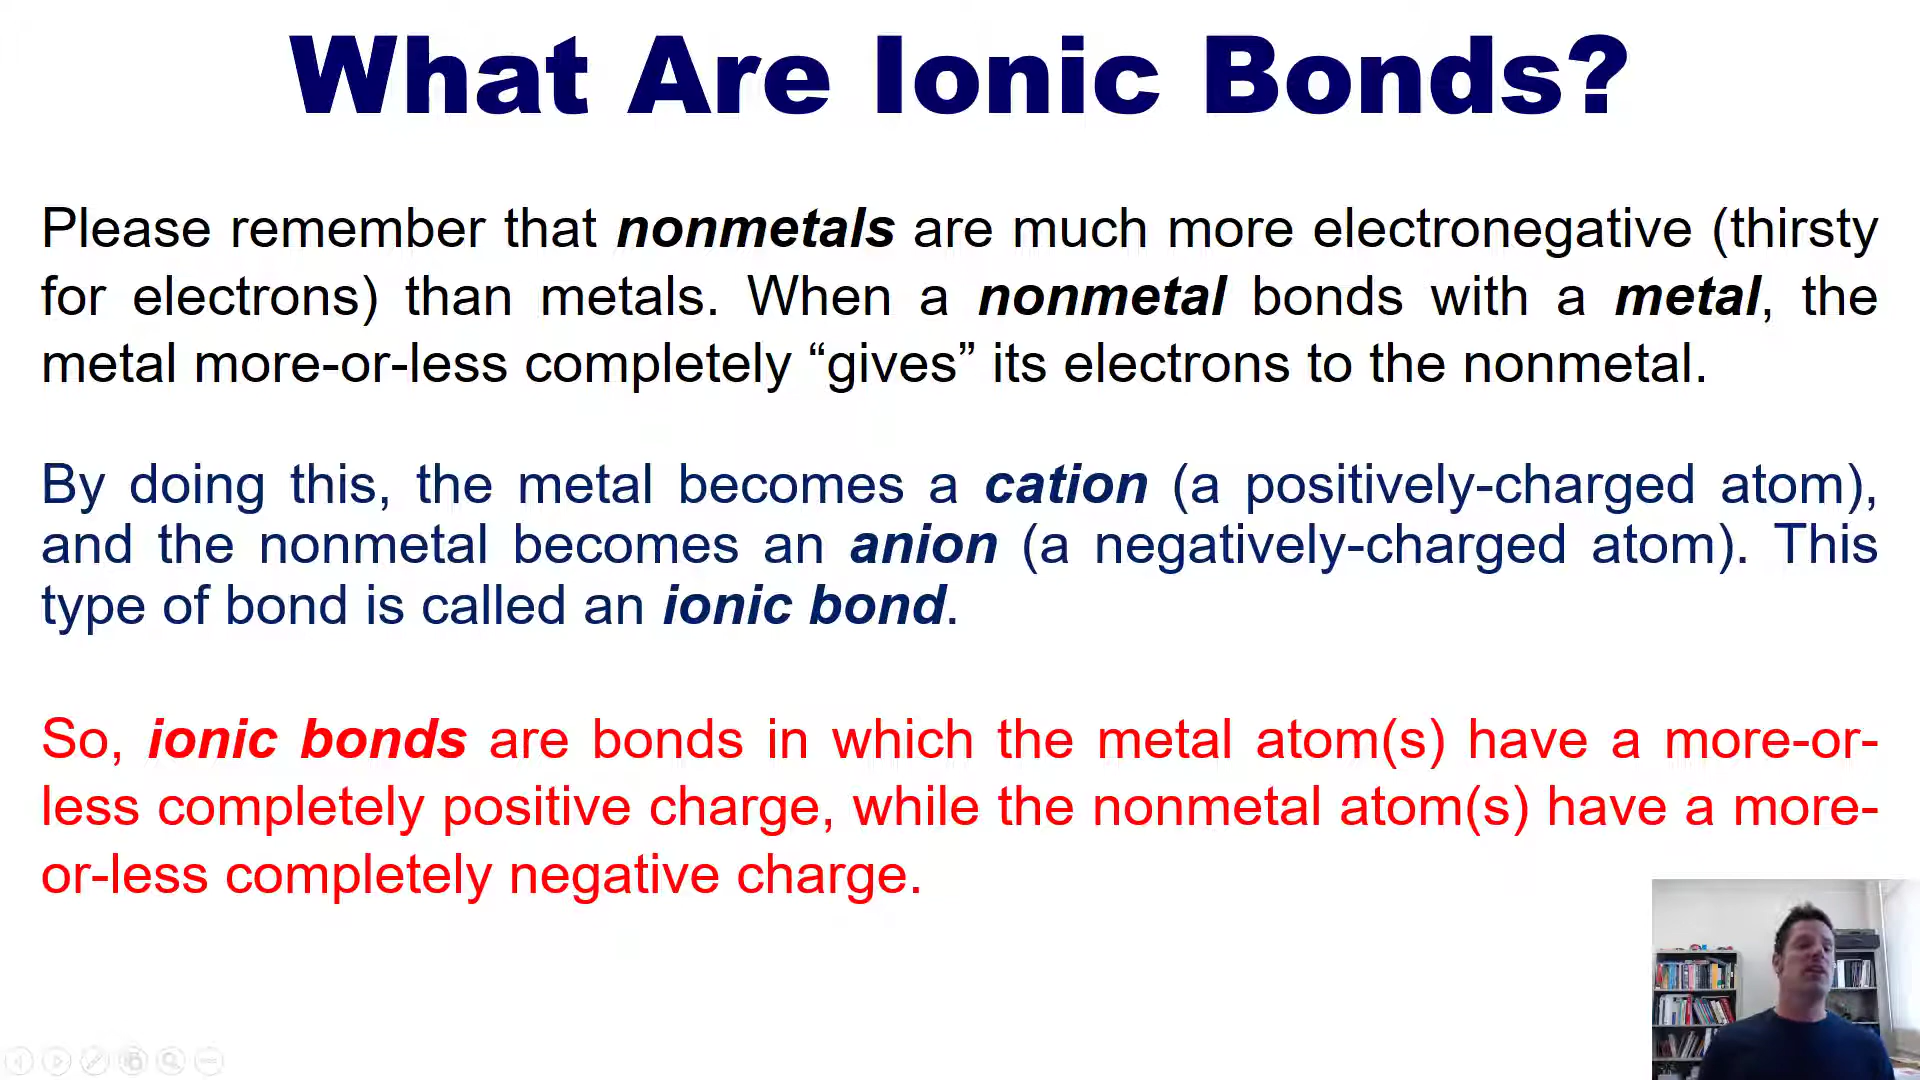 What Are Ionic Bonds?
Please remember that nonmetals are much more electronegative (thirsty
for electrons) than metals. When a nonmetal bonds with a metal, the
metal more-or-less completely “gives” its electrons to the nonmetal.
By doing this, the metal becomes a cation (a positively-charged atom),
and the nonmetal becomes an anion (a negatively-charged atom). This
type of bond is called an ionic bond.
So, ionic bonds are bonds in which the metal atom(s) have a more-or-
less completely positive charge, while the nonmetal atom(s) have a more-
or-less completely negative charge.